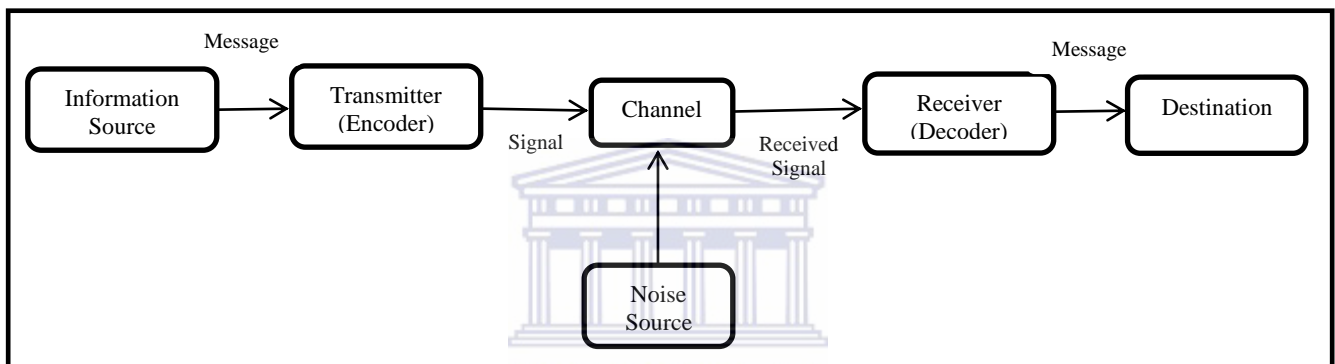 Message
Message
Information
Source
Transmitter
(Encoder)
Channel
Receiver
(Decoder)
Destination
Signal
Received
Signal
Noise
Source